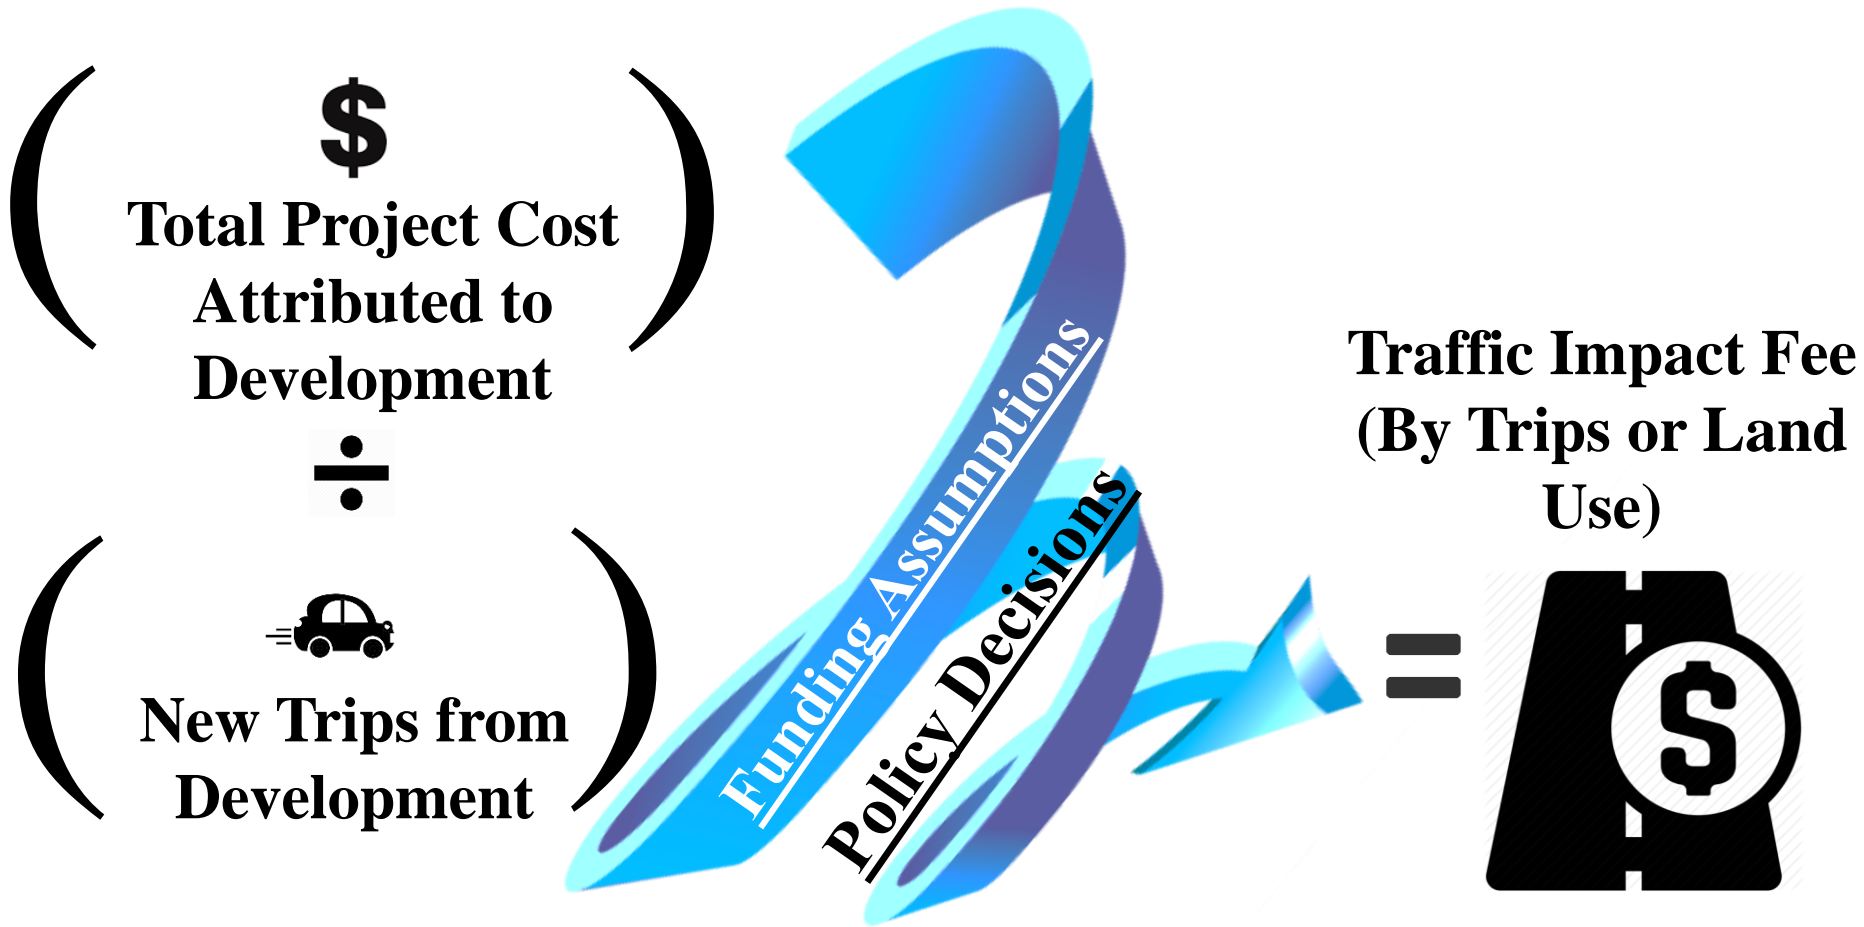 $
Total Project Cost
Attributed to
Development
÷
New Trips from
Development
Funding Assumptions
Policy Decisions
=
Traffic Impact Fee
(By Trips or Land
Use)
$